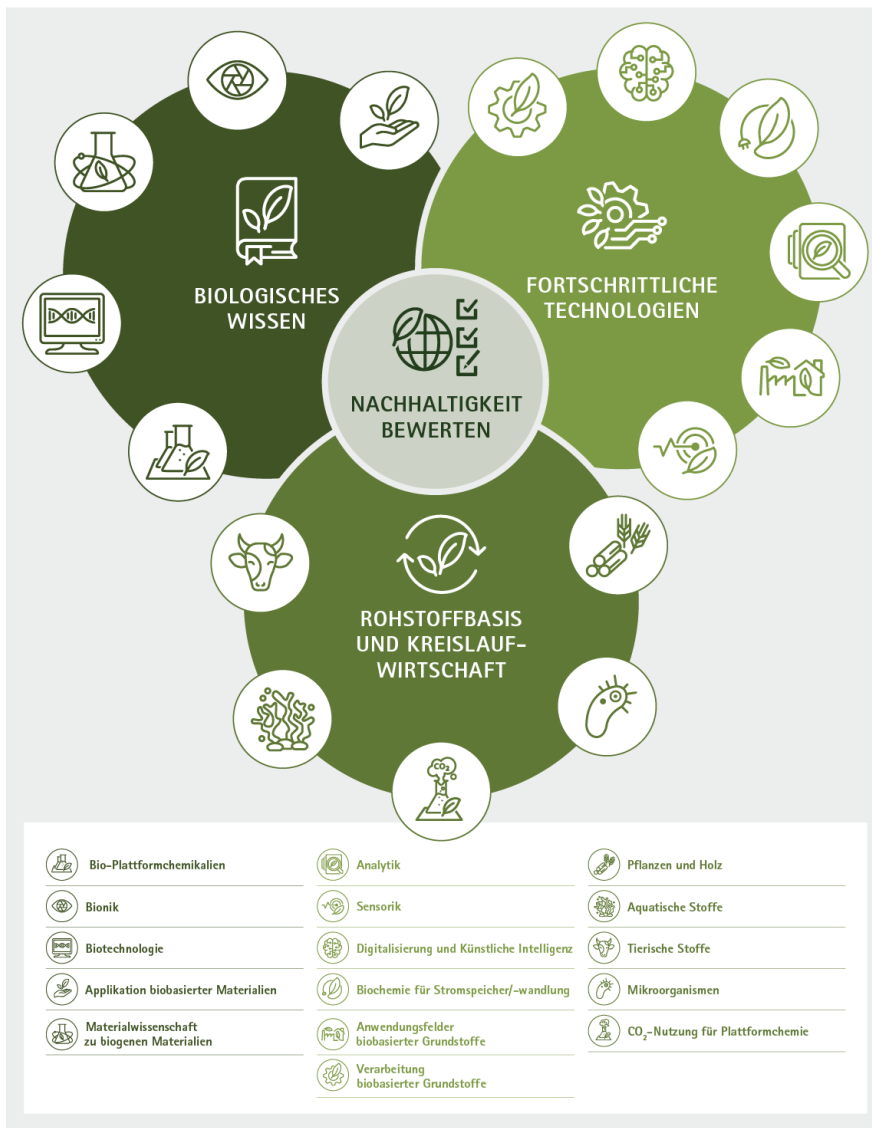 BIOLOGISCHES
WISSEN
FORTSCHRITTLICHE
TECHNOLOGIEN
NACHHALTIGKEIT
BEWERTEN
ROHSTOFFBASIS
UND KREISLAUF-
WIRTSCHAFT
CO₂
Bio-Plattformchemikalien
Bionik
Biotechnologie
Applikation biobasierter Materialien
Materialwissenschaft
zu biogenen Materialien
Analytik
Sensorik
Digitalisierung und Künstliche Intelligenz
Biochemie für Stromspeicher/-wandlung
Anwendungsfelder
biobasierter Grundstoffe
Verarbeitung
biobasierter Grundstoffe
Pflanzen und Holz
Aquatische Stoffe
Tierische Stoffe
Mikroorganismen
CO₂-Nutzung für Plattformchemie